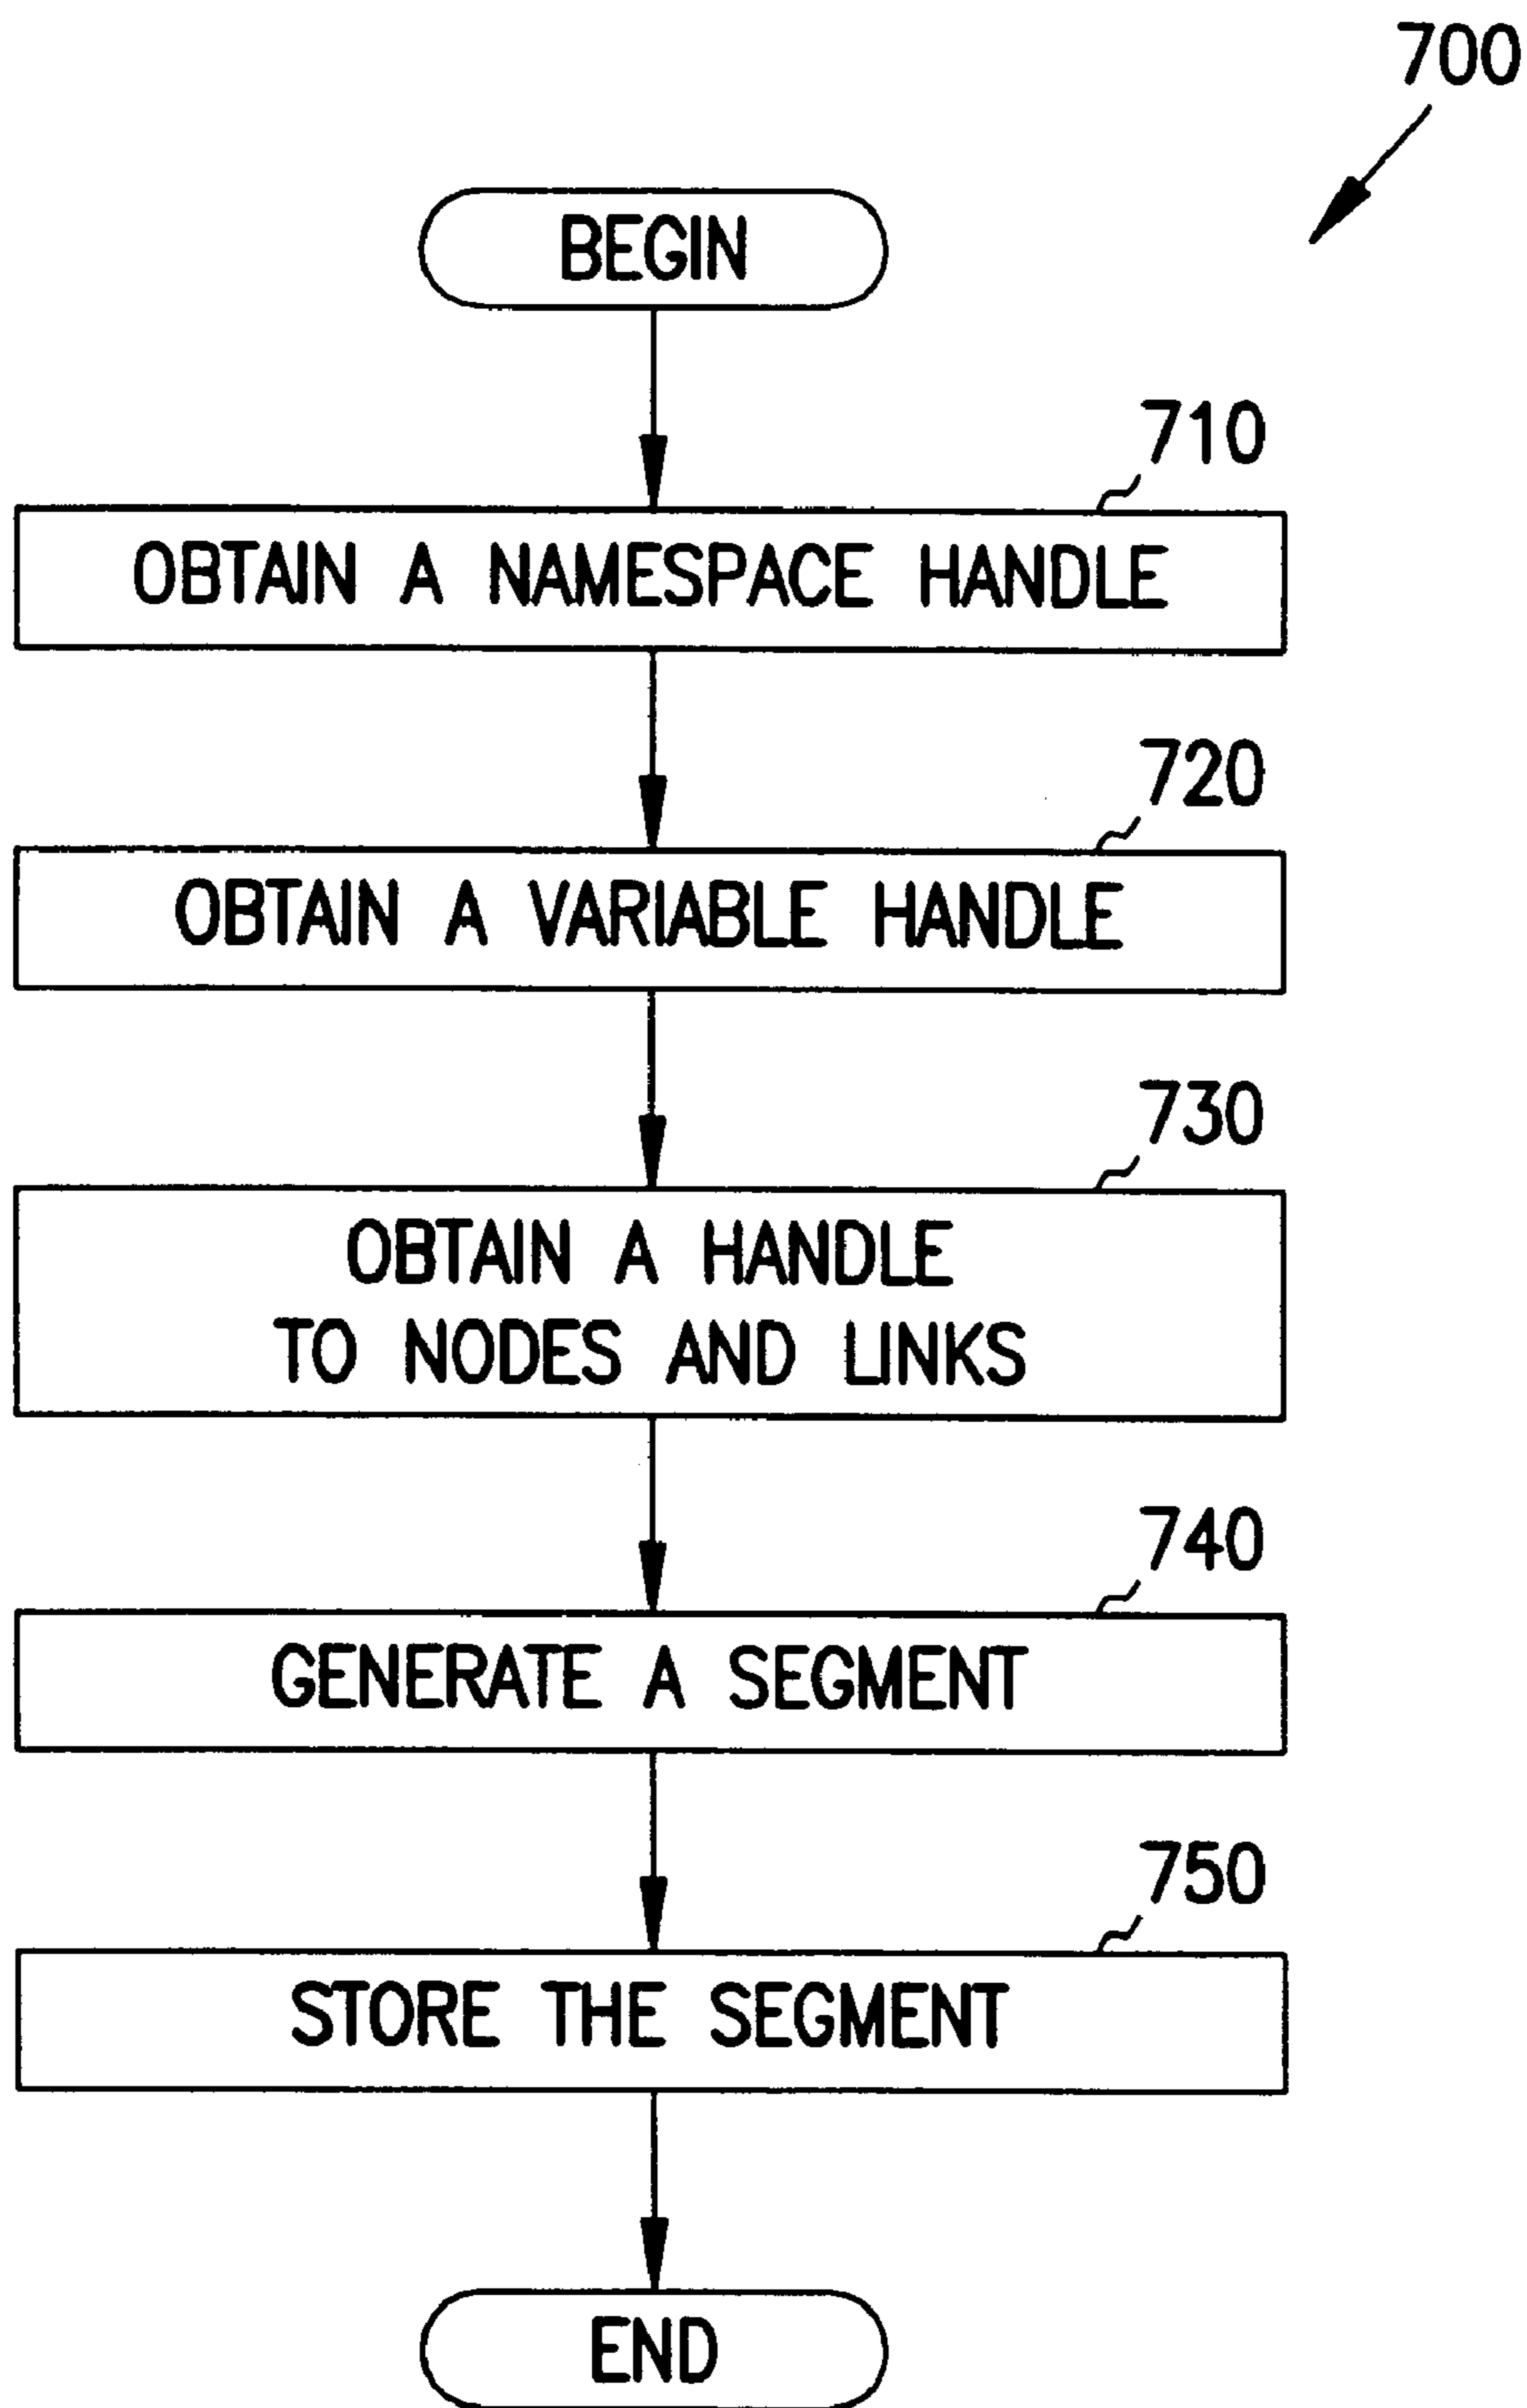 700
BEGIN
710
OBTAIN A NAMESPACE HANDLE
720
OBTAIN A VARIABLE HANDLE
730
OBTAIN A HANDLE
TO NODES AND LINKS
740
GENERATE A SEGMENT
750
STORE THE SEGMENT
END